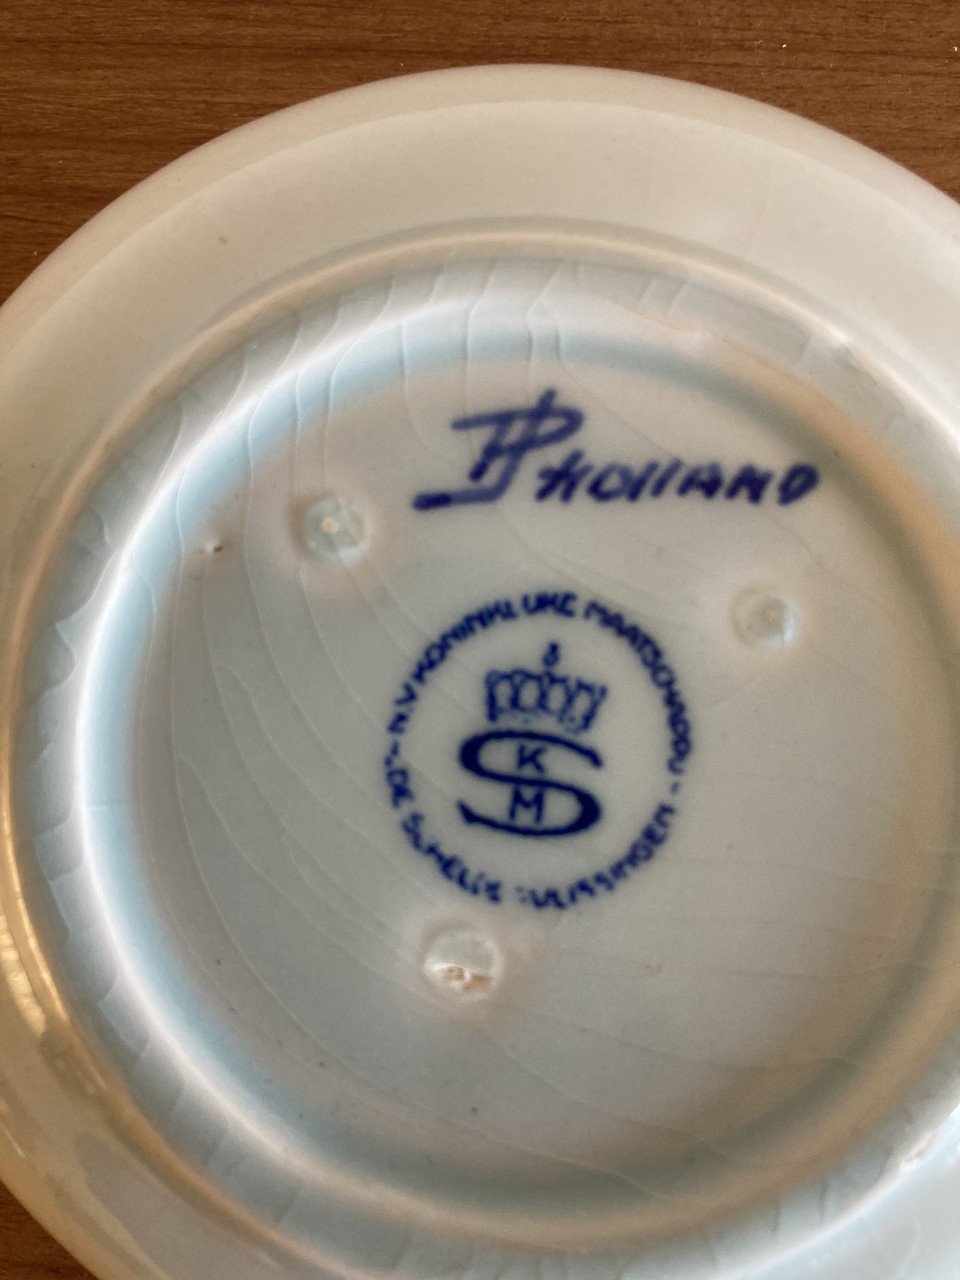 HOLLAND
N.V. KONINKLIJKE MAATSCHAPPIJ - "DE SCHELDE" VLISSINGEN -
K
S
M